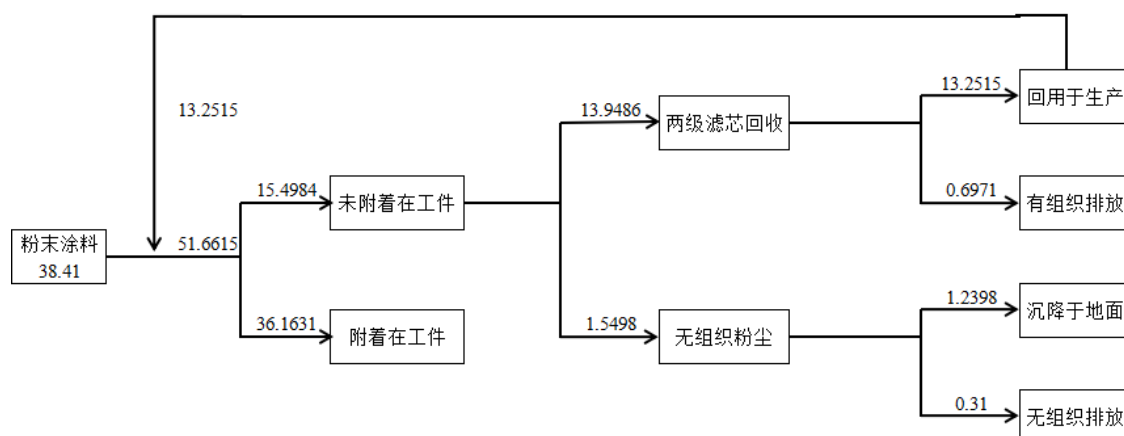 13.2515
13.9486
两级滤芯回收
13.2515
回用于生产
15.4984
未附着在工件
0.6971
有组织排放
粉末涂料
38.41
51.6615
36.1631
附着在工件
1.5498
无组织粉尘
1.2398
沉降于地面
0.31
无组织排放